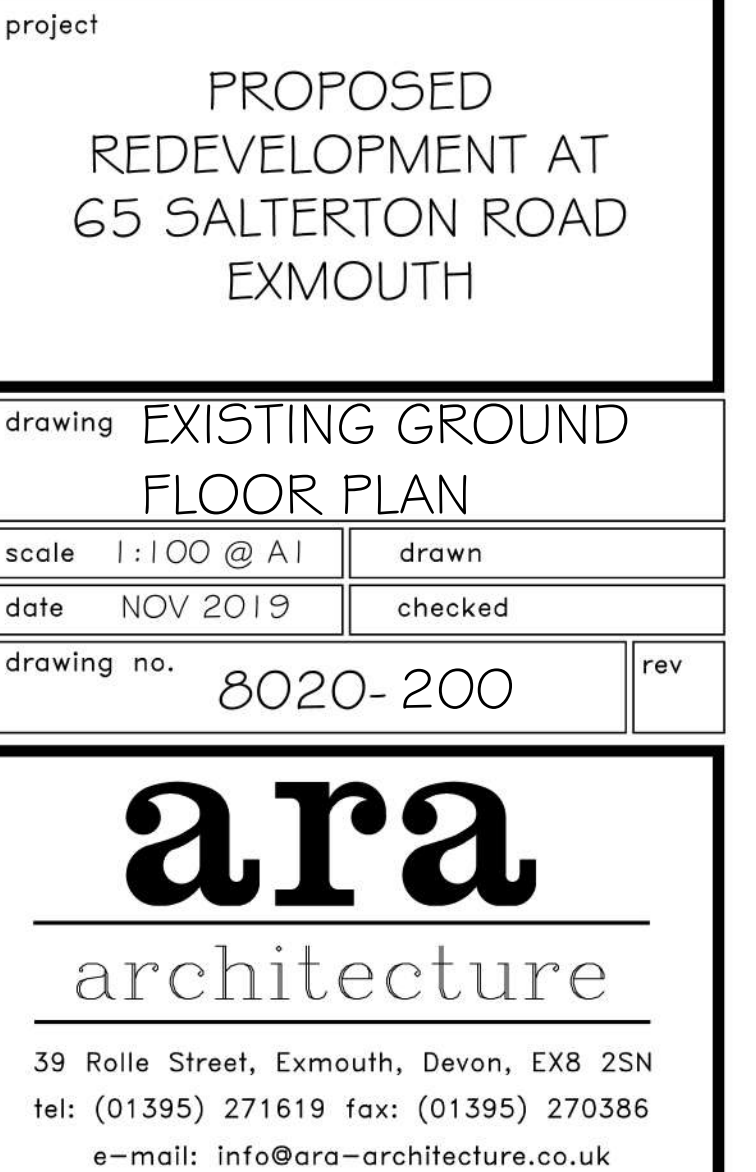 project
PROPOSED
REDEVELOPMENT AT
65 SALTERTON ROAD
EXMOUTH
drawing EXISTING GROUND
FLOOR PLAN
scale 1:100 @ A1
drawn
date NOV 2019
checked
drawing no. 8020-200
rev
ara
architecture
39 Rolle Street, Exmouth, Devon, EX8 2SN
tel: (01395) 271619 fax: (01395) 270386
e-mail: info@ara-architecture.co.uk